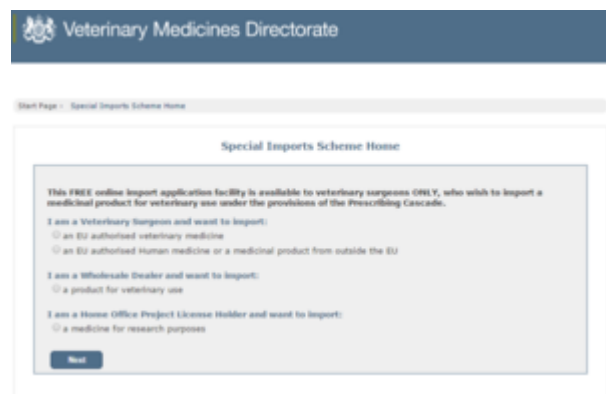 Veterinary Medicines Directorate
Start Page › Special Imports Scheme Home
Special Imports Scheme Home
This FREE online import application facility is available to veterinary surgeons ONLY, who wish to import a
medicinal product for veterinary use under the provisions of the Prescribing Cascade.
I am a Veterinary Surgeon and want to import:
an EU authorised veterinary medicine
an EU authorised Human medicine or a medicinal product from outside the EU
I am a Wholesale Dealer and want to import:
a product for veterinary use
I am a Home Office Project License Holder and want to import:
a medicine for research purposes
Next